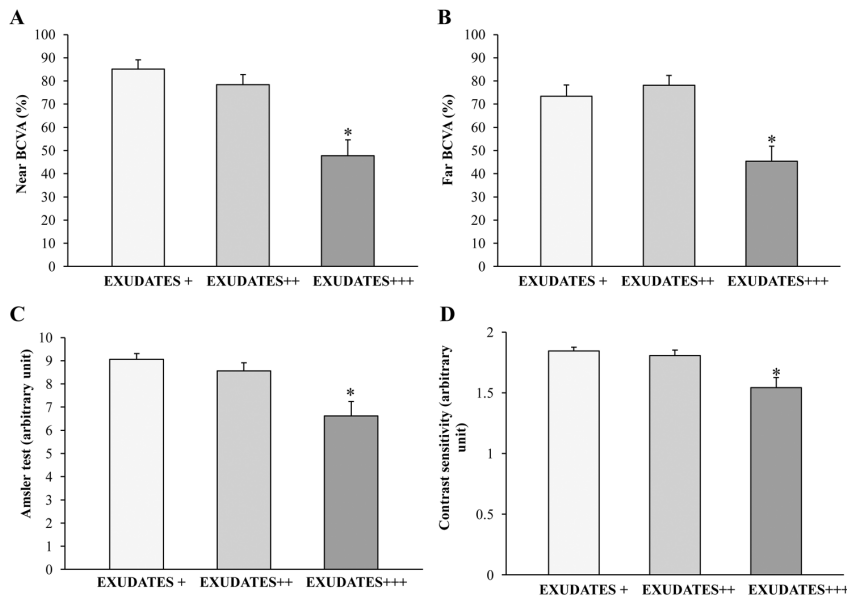 A
100
90
80
70
60
50
40
30
20
10
0
Near BCVA (%)
*
EXUDATES +
EXUDATES++
EXUDATES+++
B
100
90
80
70
60
50
40
30
20
10
0
Far BCVA (%)
*
EXUDATES +
EXUDATES++
EXUDATES+++
C
10
9
8
7
6
5
4
3
2
1
0
Amsler test (arbitrary unit)
*
EXUDATES +
EXUDATES++
EXUDATES+++
D
2
1.5
1
0.5
0
Contrast sensitivity (arbitrary
unit)
*
EXUDATES +
EXUDATES++
EXUDATES+++